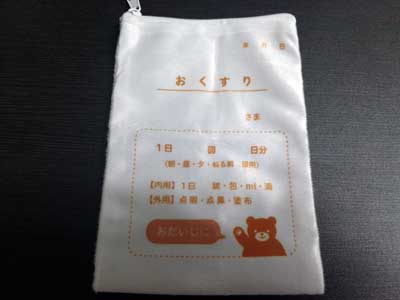 年 月 日
おくすり
さま
1日 回 日分
(朝・昼・夕・ねる前 服用)
【内用】1日 錠・包・ml・滴
【外用】点眼・点鼻・塗布
おだいじに